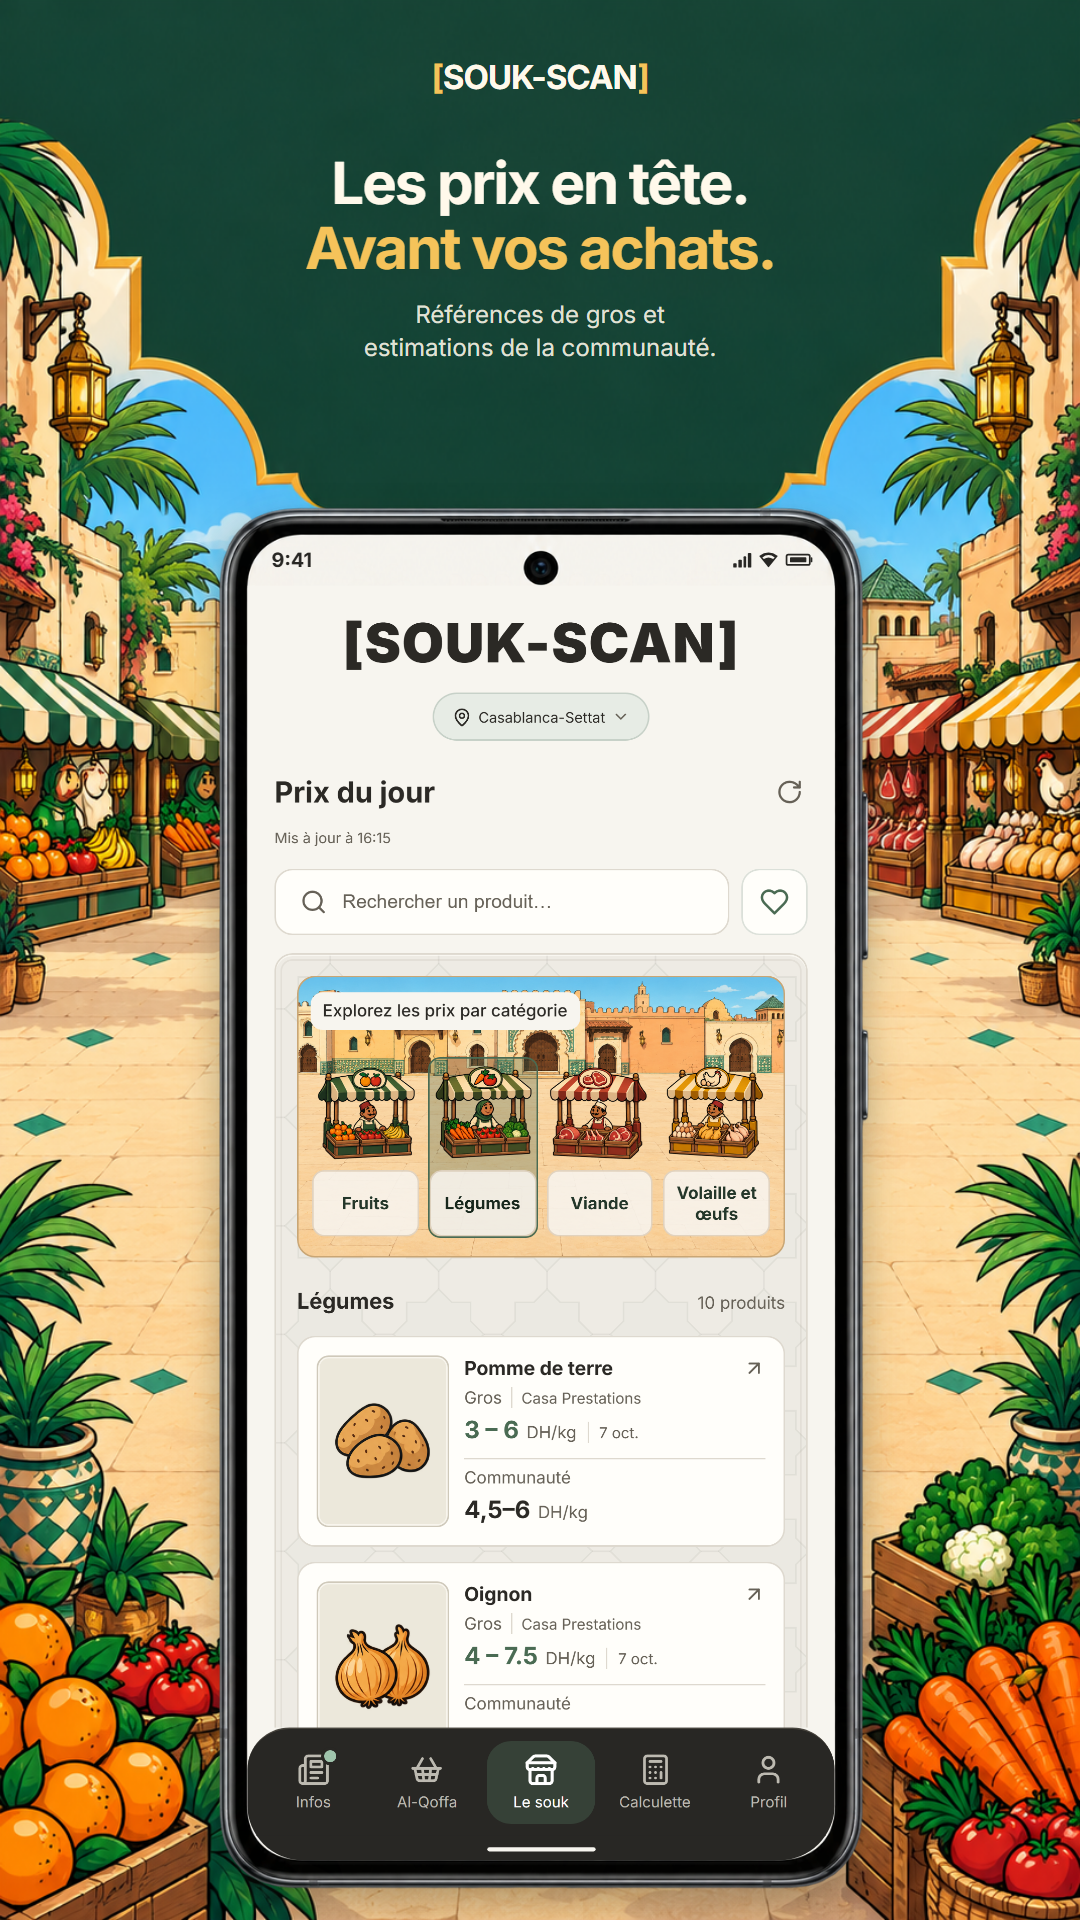 [SOUK-SCAN]
Les prix en tête.
Avant vos achats.
Références de gros et
estimations de la communauté.
9:41
[SOUK-SCAN]
Casablanca-Settat
Prix du jour
Mis à jour à 16:15
Rechercher un produit...
Explorez les prix par catégorie
Fruits
Légumes
Viande
Volaille et
œufs
Légumes
10 produits
Pomme de terre
Gros | Casa Prestations
3 – 6 DH/kg | 7 oct.
Communauté
4,5–6 DH/kg
Oignon
Gros | Casa Prestations
4 – 7.5 DH/kg | 7 oct.
Communauté
Infos
Al-Qoffa
Le souk
Calculette
Profil